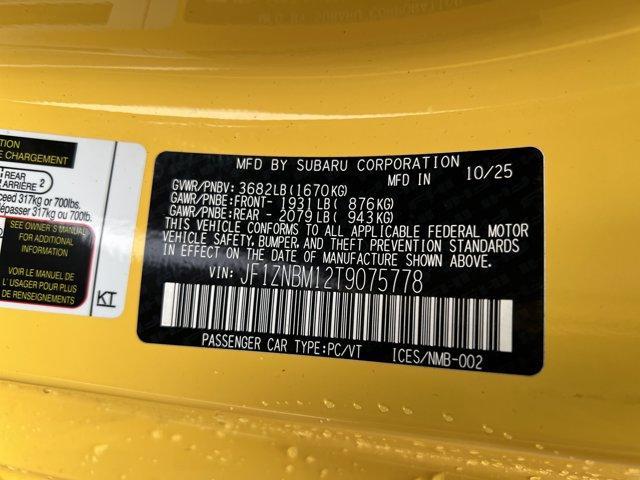 TION
E CHARGEMENT
REAR
ARRIÈRE 2
ceed 317kg or 700lbs.
dépasser 317kg ou 700lb.
SEE OWNER'S MANUAL
FOR ADDITIONAL
INFORMATION
VOIR LE MANUEL DE
L'USAGER POUR PLUS
DE RENSEIGNEMENTS
KT
MFD BY SUBARU CORPORATION
MFD IN 10/25
GVWR/PNBV: 3682LB(1670KG)
GAWR/PNBE:FRONT- 1931LB( 876KG)
GAWR/PNBE:REAR - 2079LB( 943KG)
THIS VEHICLE CONFORMS TO ALL APPLICABLE FEDERAL MOTOR
VEHICLE SAFETY, BUMPER, AND THEFT PREVENTION STANDARDS
IN EFFECT ON THE DATE OF MANUFACTURE SHOWN ABOVE.
VIN: JF1ZNBM12T9075778
PASSENGER CAR TYPE:PC/VT ICES/NMB-002